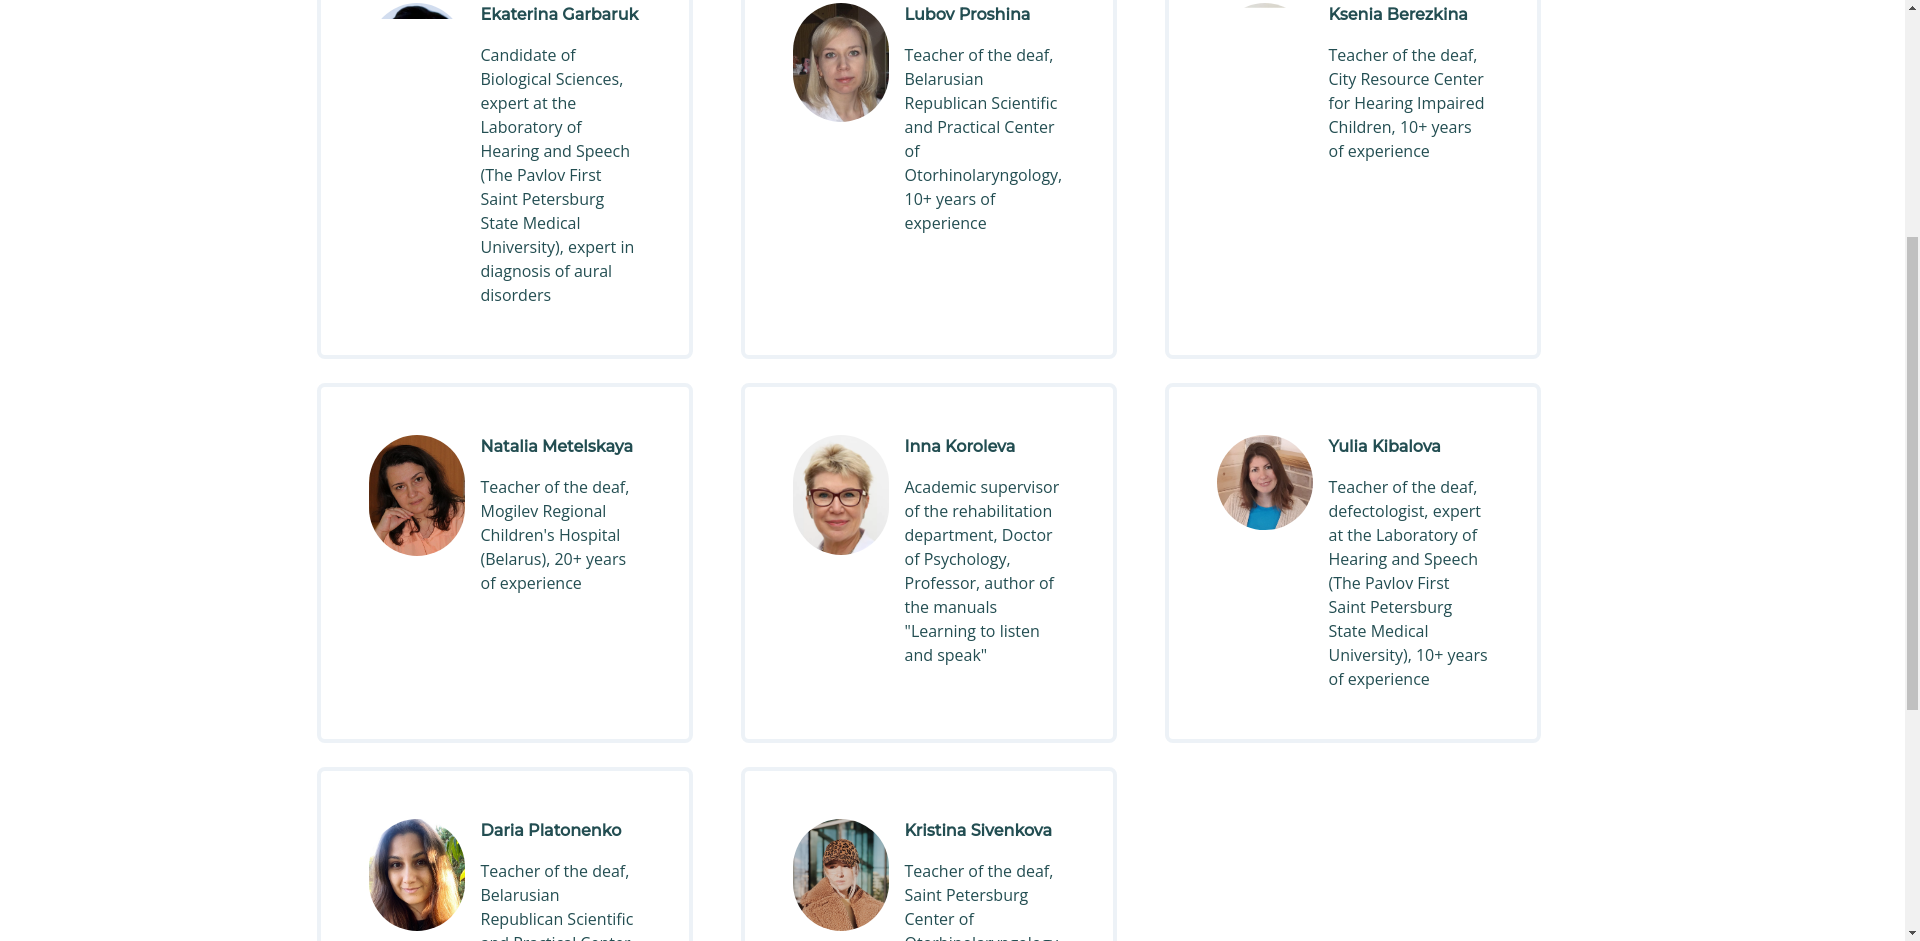 Ekaterina Garbaruk
Candidate of
Biological Sciences,
expert at the
Laboratory of
Hearing and Speech
(The Pavlov First
Saint Petersburg
State Medical
University), expert in
diagnosis of aural
disorders
Lubov Proshina
Teacher of the deaf,
Belarusian
Republican Scientific
and Practical Center
of
Otorhinolaryngology,
10+ years of
experience
Ksenia Berezkina
Teacher of the deaf,
City Resource Center
for Hearing Impaired
Children, 10+ years
of experience
Natalia Metelskaya
Teacher of the deaf,
Mogilev Regional
Children's Hospital
(Belarus), 20+ years
of experience
Inna Koroleva
Academic supervisor
of the rehabilitation
department, Doctor
of Psychology,
Professor, author of
the manuals
"Learning to listen
and speak"
Yulia Kibalova
Teacher of the deaf,
defectologist, expert
at the Laboratory of
Hearing and Speech
(The Pavlov First
Saint Petersburg
State Medical
University), 10+ years
of experience
Daria Platonenko
Teacher of the deaf,
Belarusian
Republican Scientific
and Practical Center
Kristina Sivenkova
Teacher of the deaf,
Saint Petersburg
Center of
Otorhinolaryngology